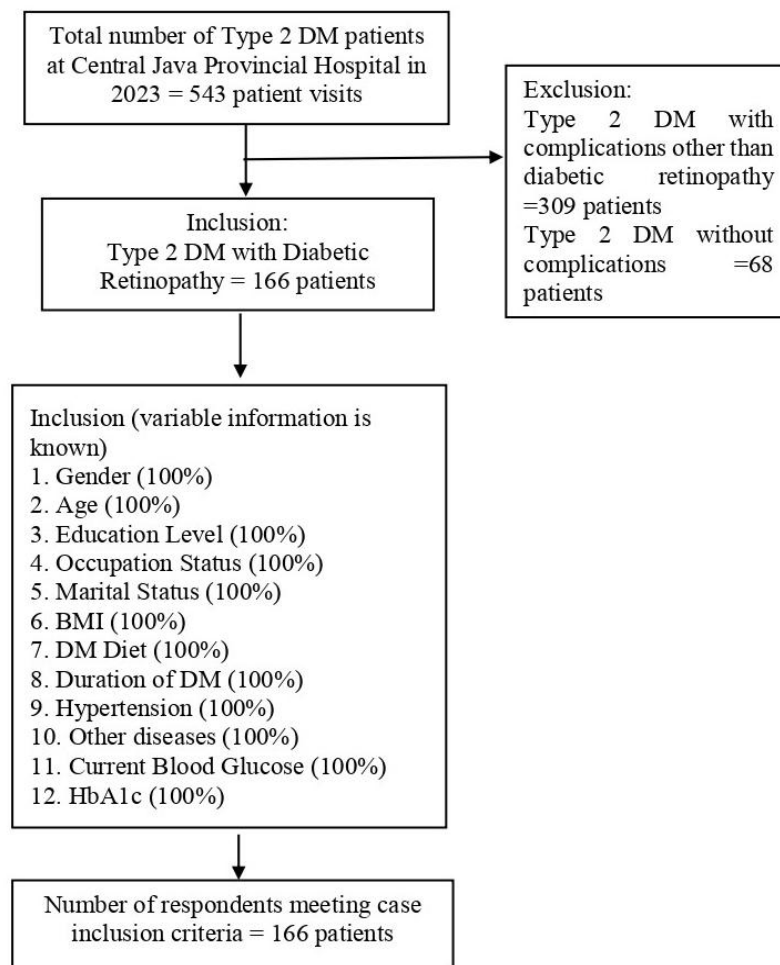 Total number of Type 2 DM patients
at Central Java Provincial Hospital in
2023 = 543 patient visits
Exclusion:
Type 2 DM with
complications other than
diabetic retinopathy
=309 patients
Type 2 DM without
complications =68
patients
Inclusion:
Type 2 DM with Diabetic
Retinopathy = 166 patients
Inclusion (variable information is
known)
1. Gender (100%)
2. Age (100%)
3. Education Level (100%)
4. Occupation Status (100%)
5. Marital Status (100%)
6. BMI (100%)
7. DM Diet (100%)
8. Duration of DM (100%)
9. Hypertension (100%)
10. Other diseases (100%)
11. Current Blood Glucose (100%)
12. HbA1c (100%)
Number of respondents meeting case
inclusion criteria = 166 patients